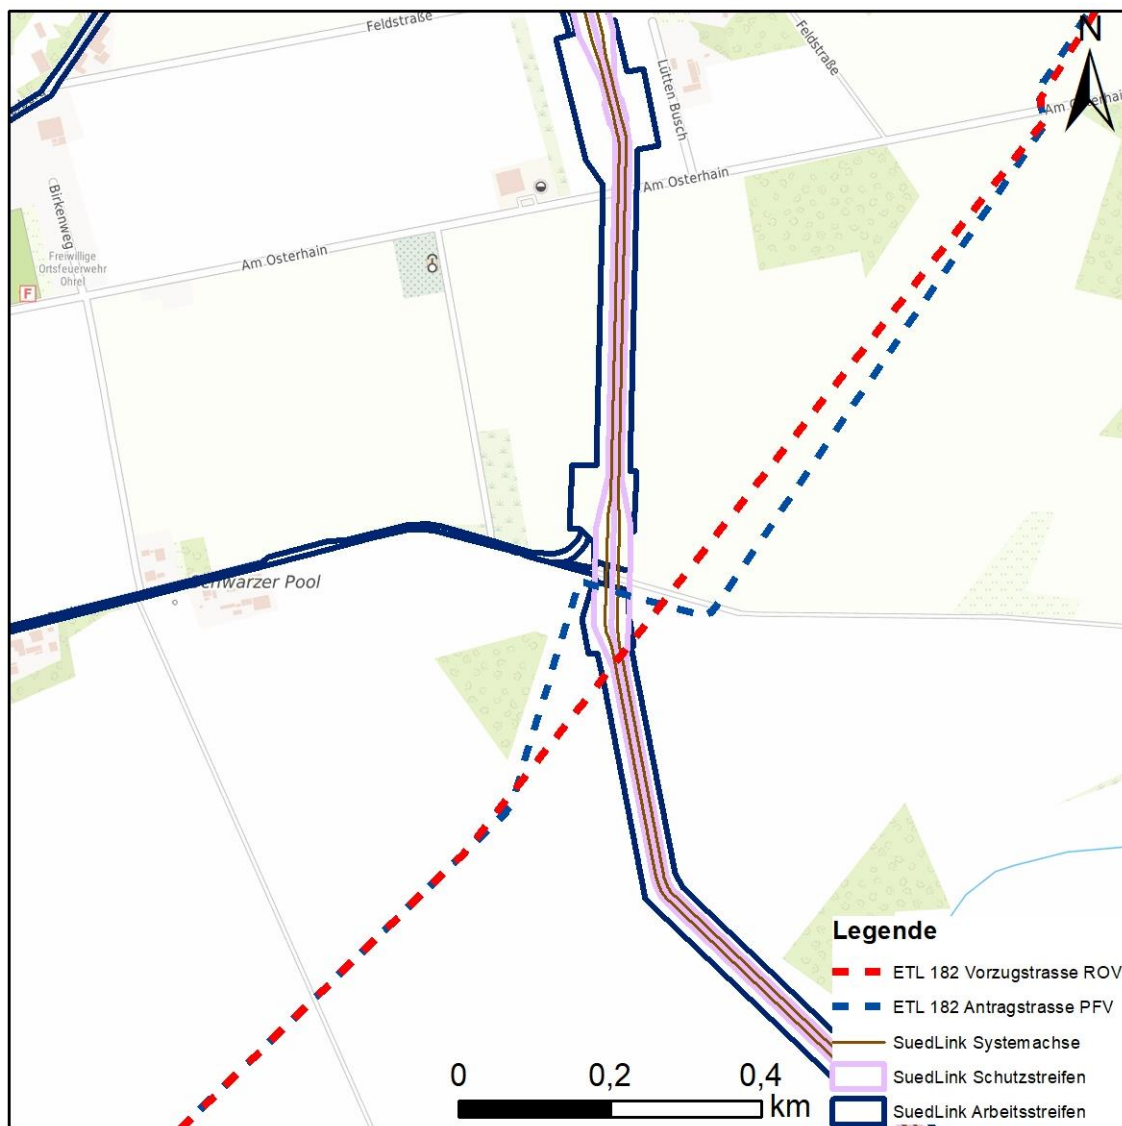 Feldstraße
N
Feldstraße
Lütten Busch
Am Osterhain
Am Osterhain
Birkenweg
Am Osterhain
Freiwillige
Ortsfeuerwehr
Ohrel
F
Schwarzer Pool
Legende
ETL 182 Vorzugstrasse ROV
ETL 182 Antragstrasse PFV
SuedLink Systemachse
SuedLink Schutzstreifen
SuedLink Arbeitsstreifen
0 0,2 0,4
km